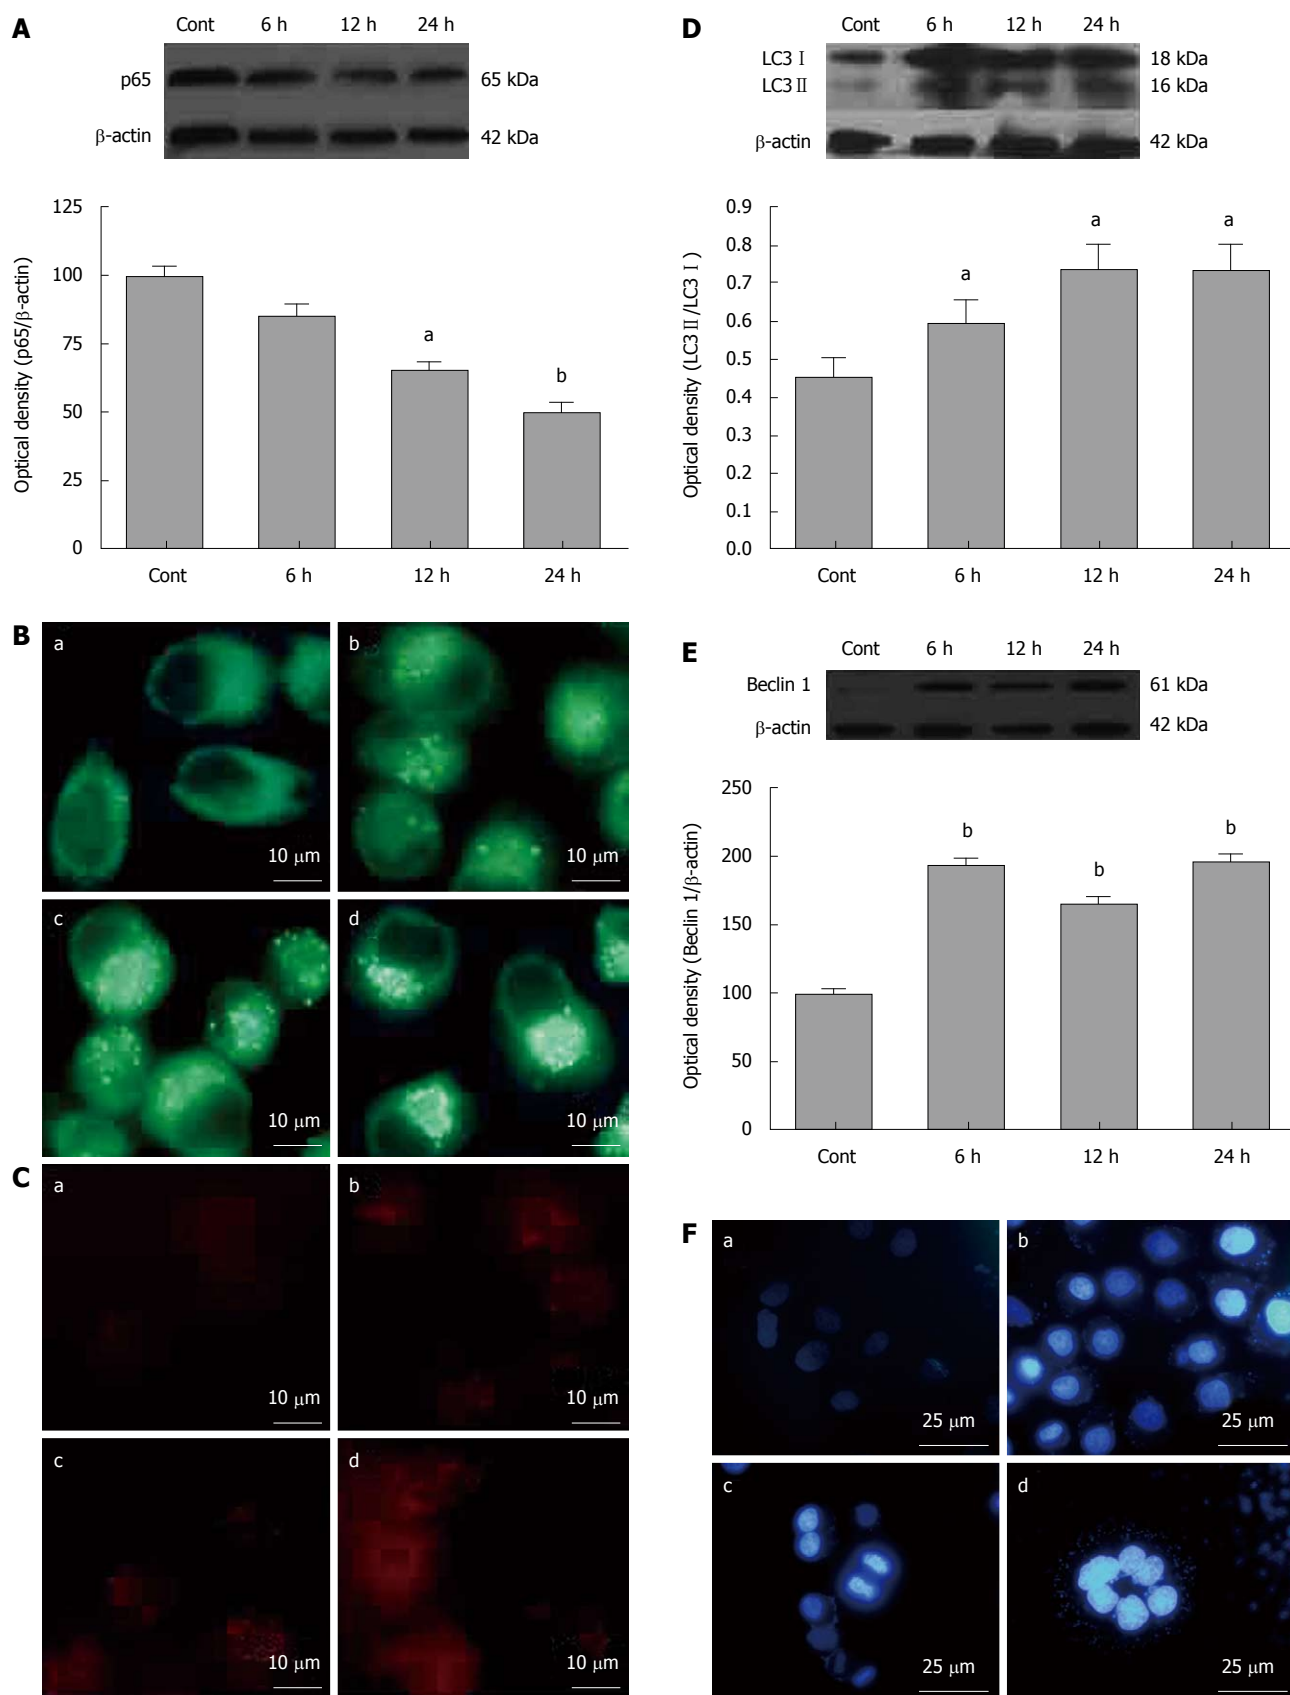 A
Cont 6 h 12 h 24 h
p65 65 kDa
β-actin 42 kDa
Optical density (p65/β-actin)
125
100
75
50
25
0
a
b
Cont 6 h 12 h 24 h
B
a
10 μm
b
10 μm
c
10 μm
d
10 μm
C
a
10 μm
b
10 μm
c
10 μm
d
10 μm
D
Cont 6 h 12 h 24 h
LC3 Ⅰ 18 kDa
LC3 Ⅱ 16 kDa
β-actin 42 kDa
Optical density (LC3 Ⅱ/LC3 Ⅰ)
0.9
0.8
0.7
0.6
0.5
0.4
0.3
0.2
0.1
0.0
a
a
a
Cont 6 h 12 h 24 h
E
Cont 6 h 12 h 24 h
Beclin 1 61 kDa
β-actin 42 kDa
Optical density (Beclin 1/β-actin)
250
200
150
100
50
0
b
b
b
Cont 6 h 12 h 24 h
F
a
25 μm
b
25 μm
c
25 μm
d
25 μm